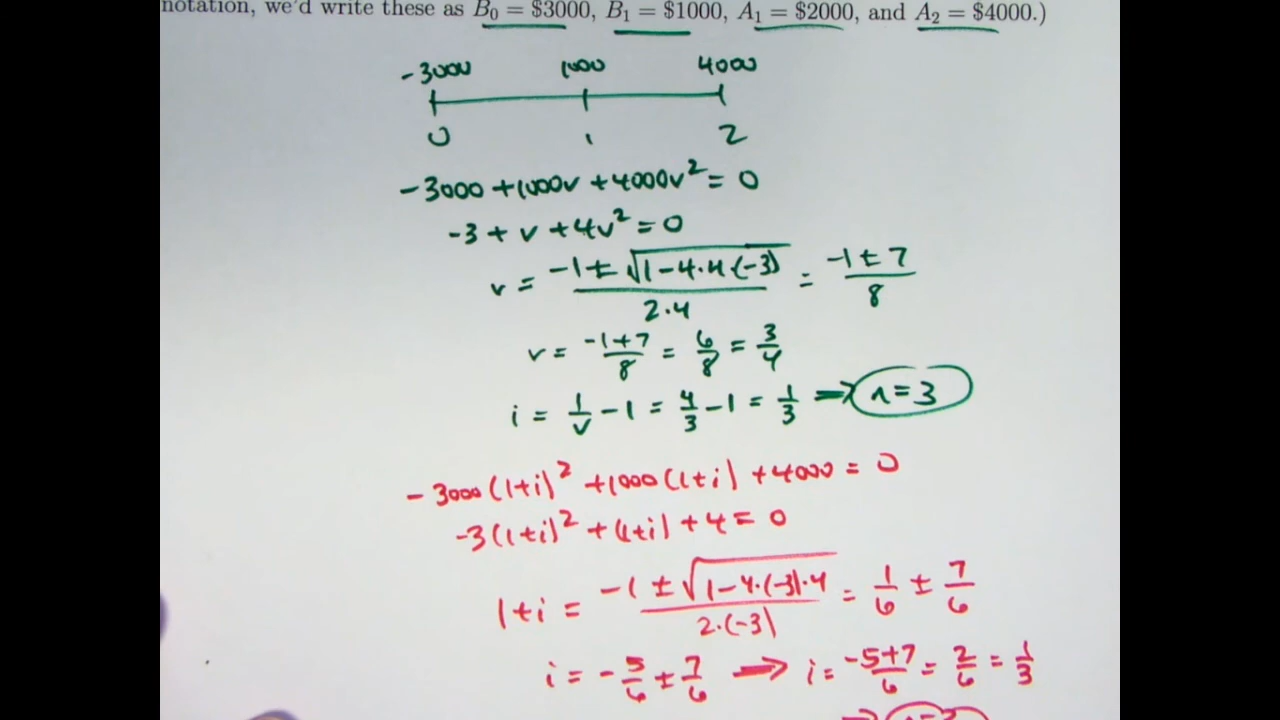 notation, we'd write these as B₀ = $3000, B₁ = $1000, A₁ = $2000, and A₂ = $4000.)
-3000 1000 4000
0 1 2
-3000 + 1000v + 4000v² = 0
-3 + v + 4v² = 0
v = (-1 ± √(1-4·4(-3)))/(2·4) = (-1 ± 7)/8
v = (-1+7)/8 = 6/8 = 3/4
i = 1/v - 1 = 4/3 - 1 = 1/3 ⇒ n = 3
-3000(1+i)² + 1000(1+i) + 4000 = 0
-3(1+i)² + (1+i) + 4 = 0
1+i = (-1 ± √(1-4·(-3)·4))/(2·(-3)) = 1/6 ± 7/6
i = -5/6 ± 7/6 ⇒ i = (-5+7)/6 = 2/6 = 1/3